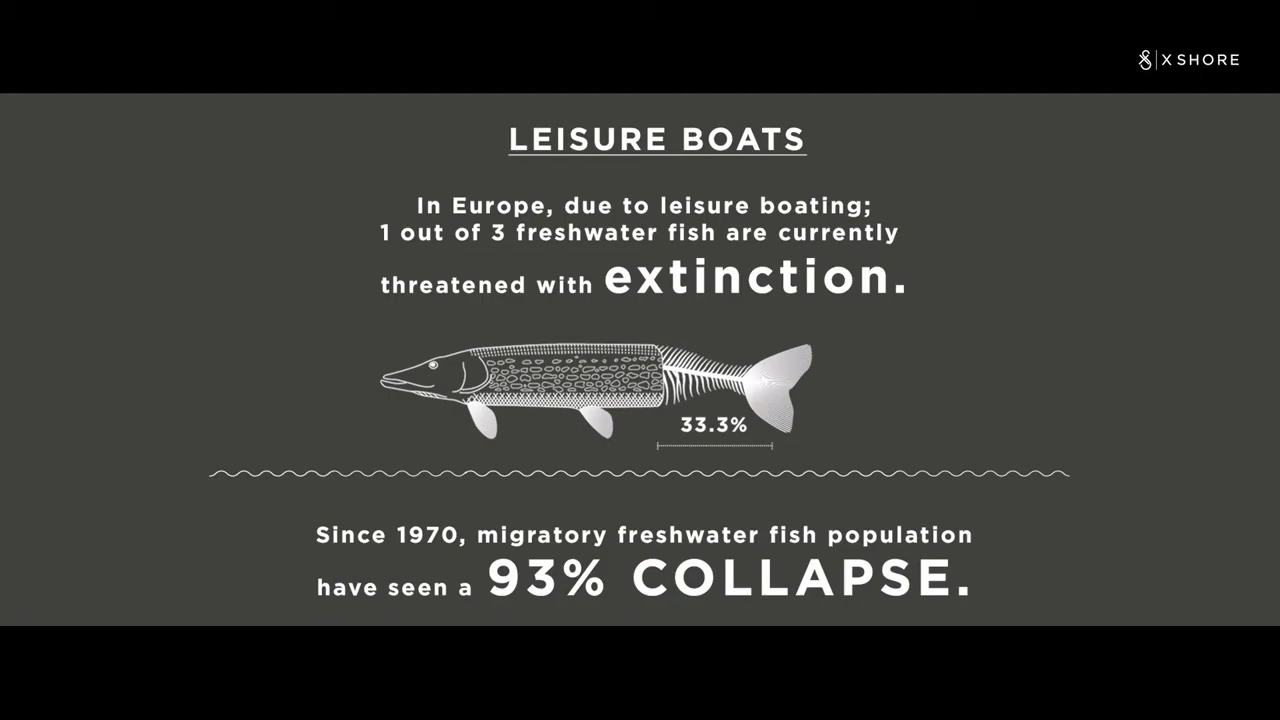 X SHORE
LEISURE BOATS
In Europe, due to leisure boating;
1 out of 3 freshwater fish are currently
threatened with extinction.
33.3%
Since 1970, migratory freshwater fish population
have seen a 93% COLLAPSE.